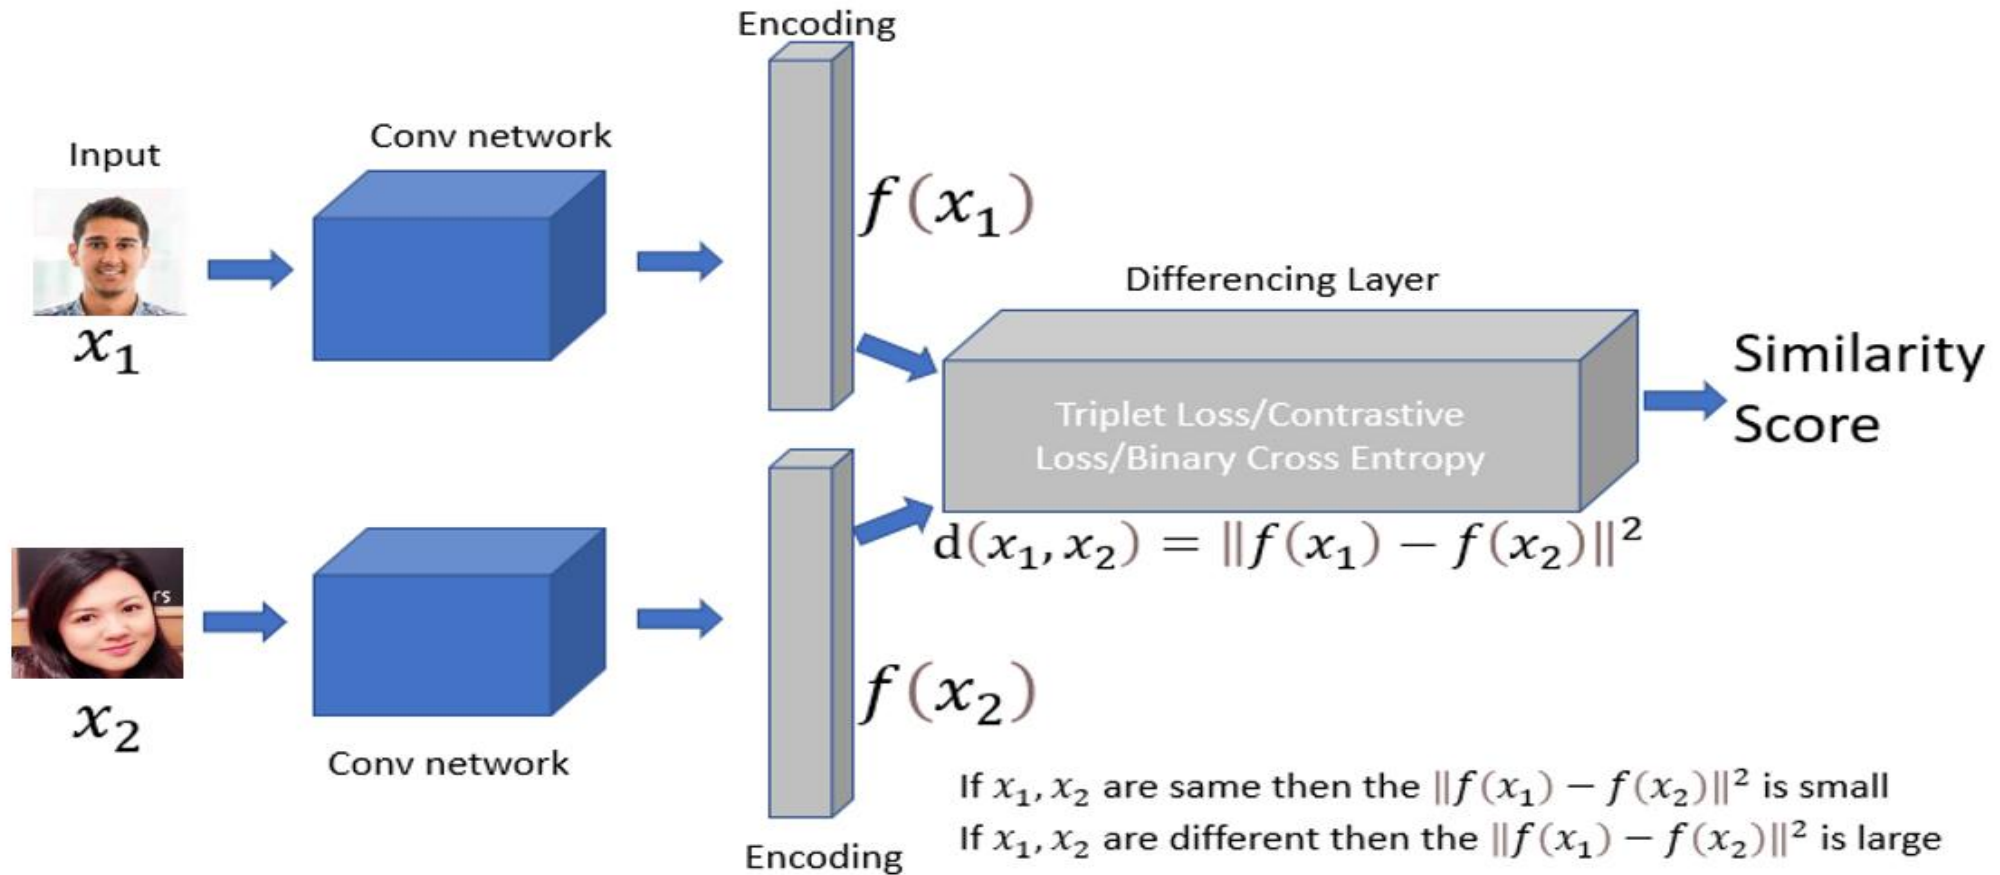 Encoding
Conv network
Input
f(x₁)
x₁
Differencing Layer
Similarity
Score
Triplet Loss/Contrastive
Loss/Binary Cross Entropy
d(x₁, x₂) = ‖f(x₁) − f(x₂)‖²
rs
x₂
f(x₂)
Conv network
If x₁, x₂ are same then the ‖f(x₁) − f(x₂)‖² is small
If x₁, x₂ are different then the ‖f(x₁) − f(x₂)‖² is large
Encoding